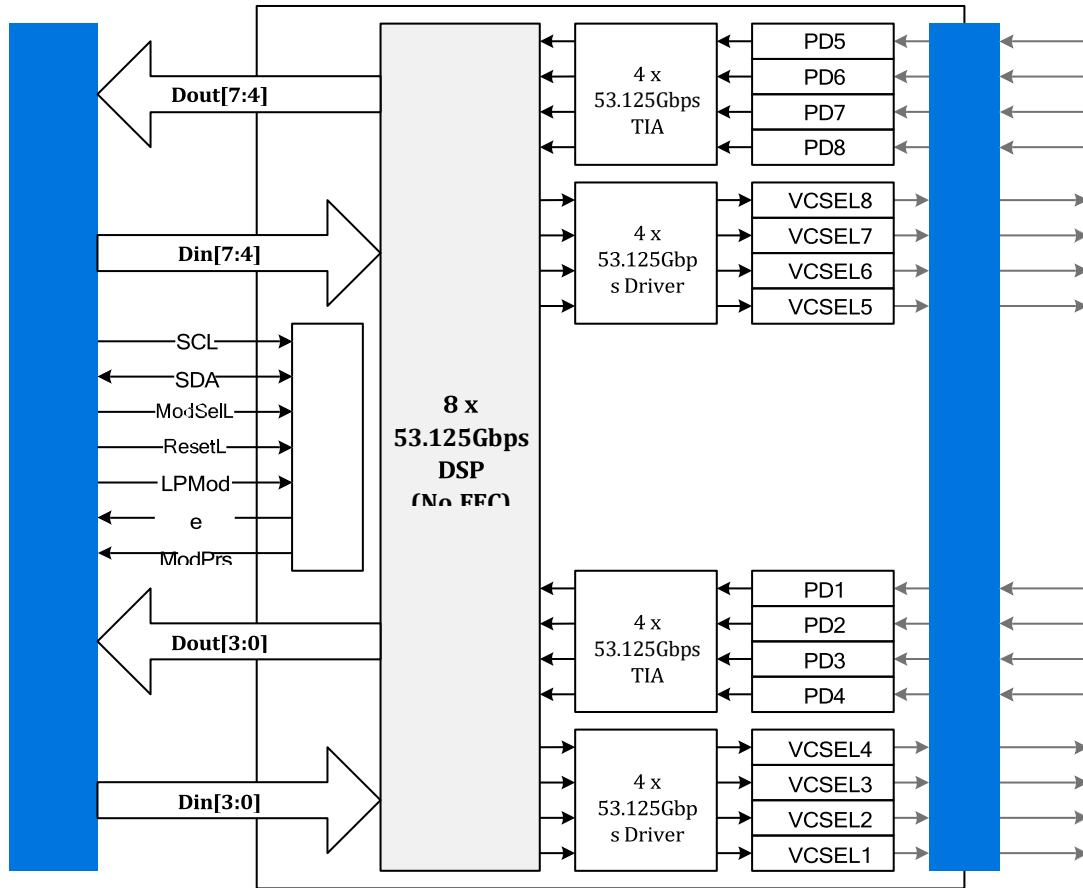 Dout[7:4]
Din[7:4]
SCL
SDA
ModSelL
ResetL
LPMod
e
ModPrs
Dout[3:0]
Din[3:0]
8 x
53.125Gbps
DSP
(No FEC)
4 x
53.125Gbps
TIA
PD5
PD6
PD7
PD8
4 x
53.125Gbp
s Driver
VCSEL8
VCSEL7
VCSEL6
VCSEL5
4 x
53.125Gbps
TIA
PD1
PD2
PD3
PD4
4 x
53.125Gbp
s Driver
VCSEL4
VCSEL3
VCSEL2
VCSEL1